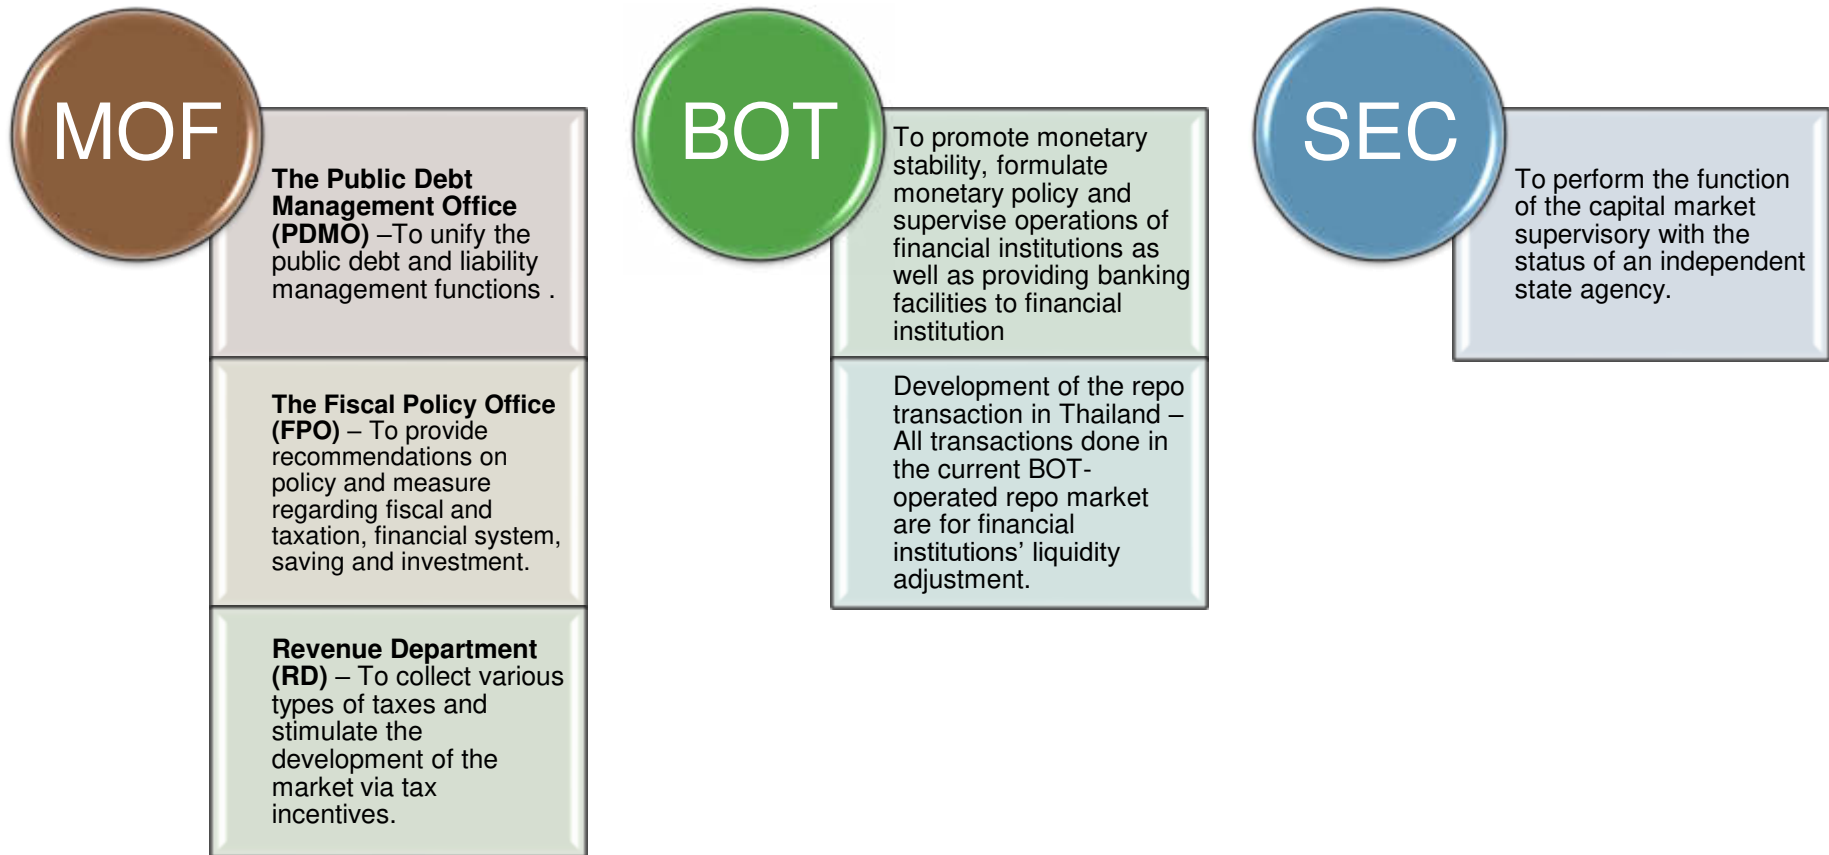 MOF
The Public Debt
Management Office
(PDMO) –To unify the
public debt and liability
management functions .
The Fiscal Policy Office
(FPO) – To provide
recommendations on
policy and measure
regarding fiscal and
taxation, financial system,
saving and investment.
Revenue Department
(RD) – To collect various
types of taxes and
stimulate the
development of the
market via tax
incentives.
BOT
To promote monetary
stability, formulate
monetary policy and
supervise operations of
financial institutions as
well as providing banking
facilities to financial
institution
Development of the repo
transaction in Thailand –
All transactions done in
the current BOT-
operated repo market
are for financial
institutions’ liquidity
adjustment.
SEC
To perform the function
of the capital market
supervisory with the
status of an independent
state agency.